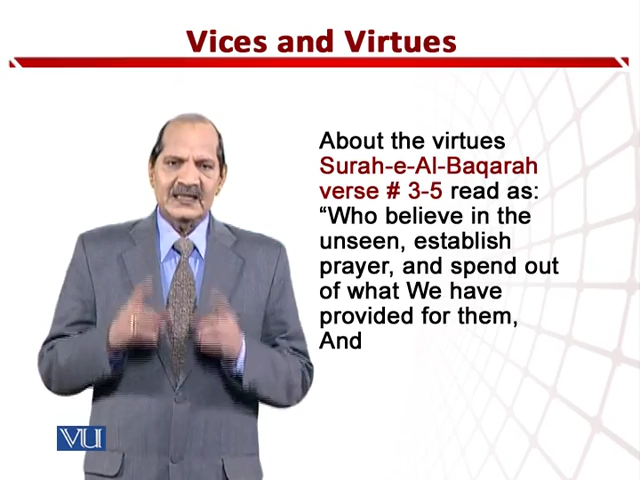 Vices and Virtues
About the virtues
Surah-e-Al-Baqarah
verse # 3-5 read as:
“Who believe in the
unseen, establish
prayer, and spend out
of what We have
provided for them,
And
VU